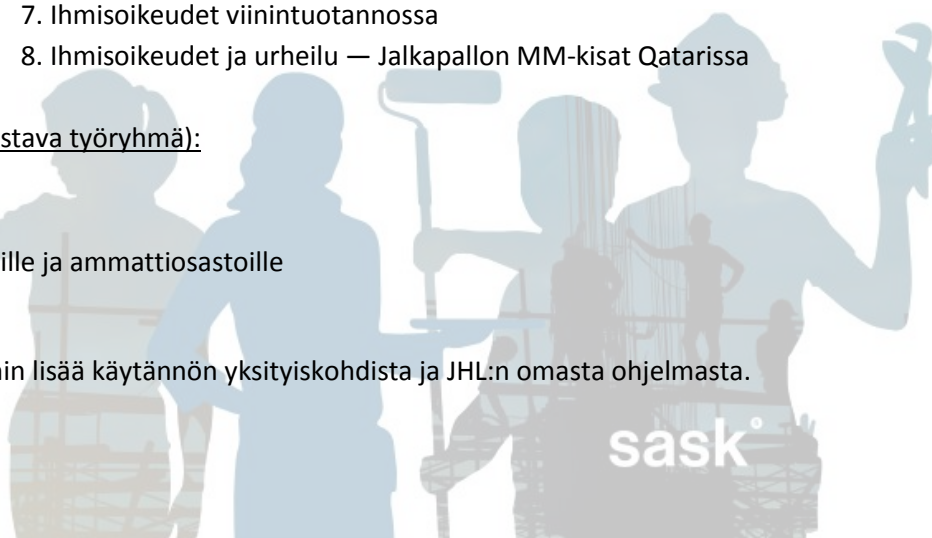 7. Ihmisoikeudet viinintuotannossa
8. Ihmisoikeudet ja urheilu — Jalkapallon MM-kisat Qatarissa
stava työryhmä):
ille ja ammattiosastoille
in lisää käytännön yksityiskohdista ja JHL:n omasta ohjelmasta.
sask°